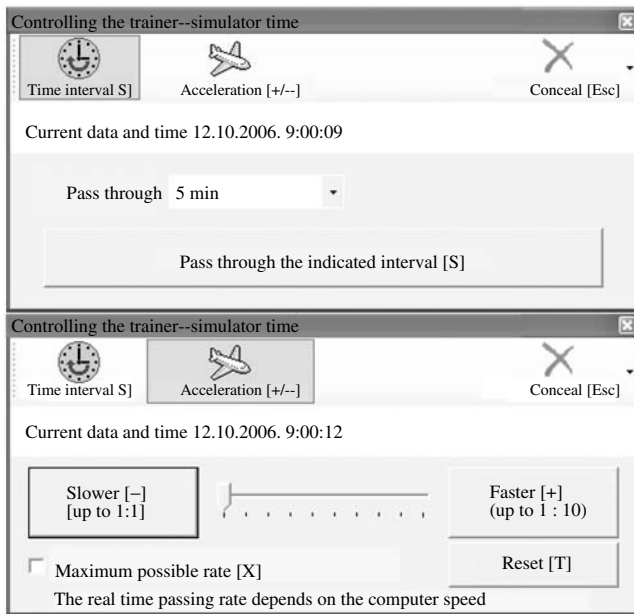 Controlling the trainer--simulator time
Time interval S] Acceleration [+/--] Conceal [Esc]
Current data and time 12.10.2006. 9:00:09
Pass through 5 min
Pass through the indicated interval [S]
Controlling the trainer--simulator time
Time interval S] Acceleration [+/--] Conceal [Esc]
Current data and time 12.10.2006. 9:00:12
Slower [−] Faster [+]
[up to 1:1] (up to 1 : 10)
Maximum possible rate [X] Reset [T]
The real time passing rate depends on the computer speed